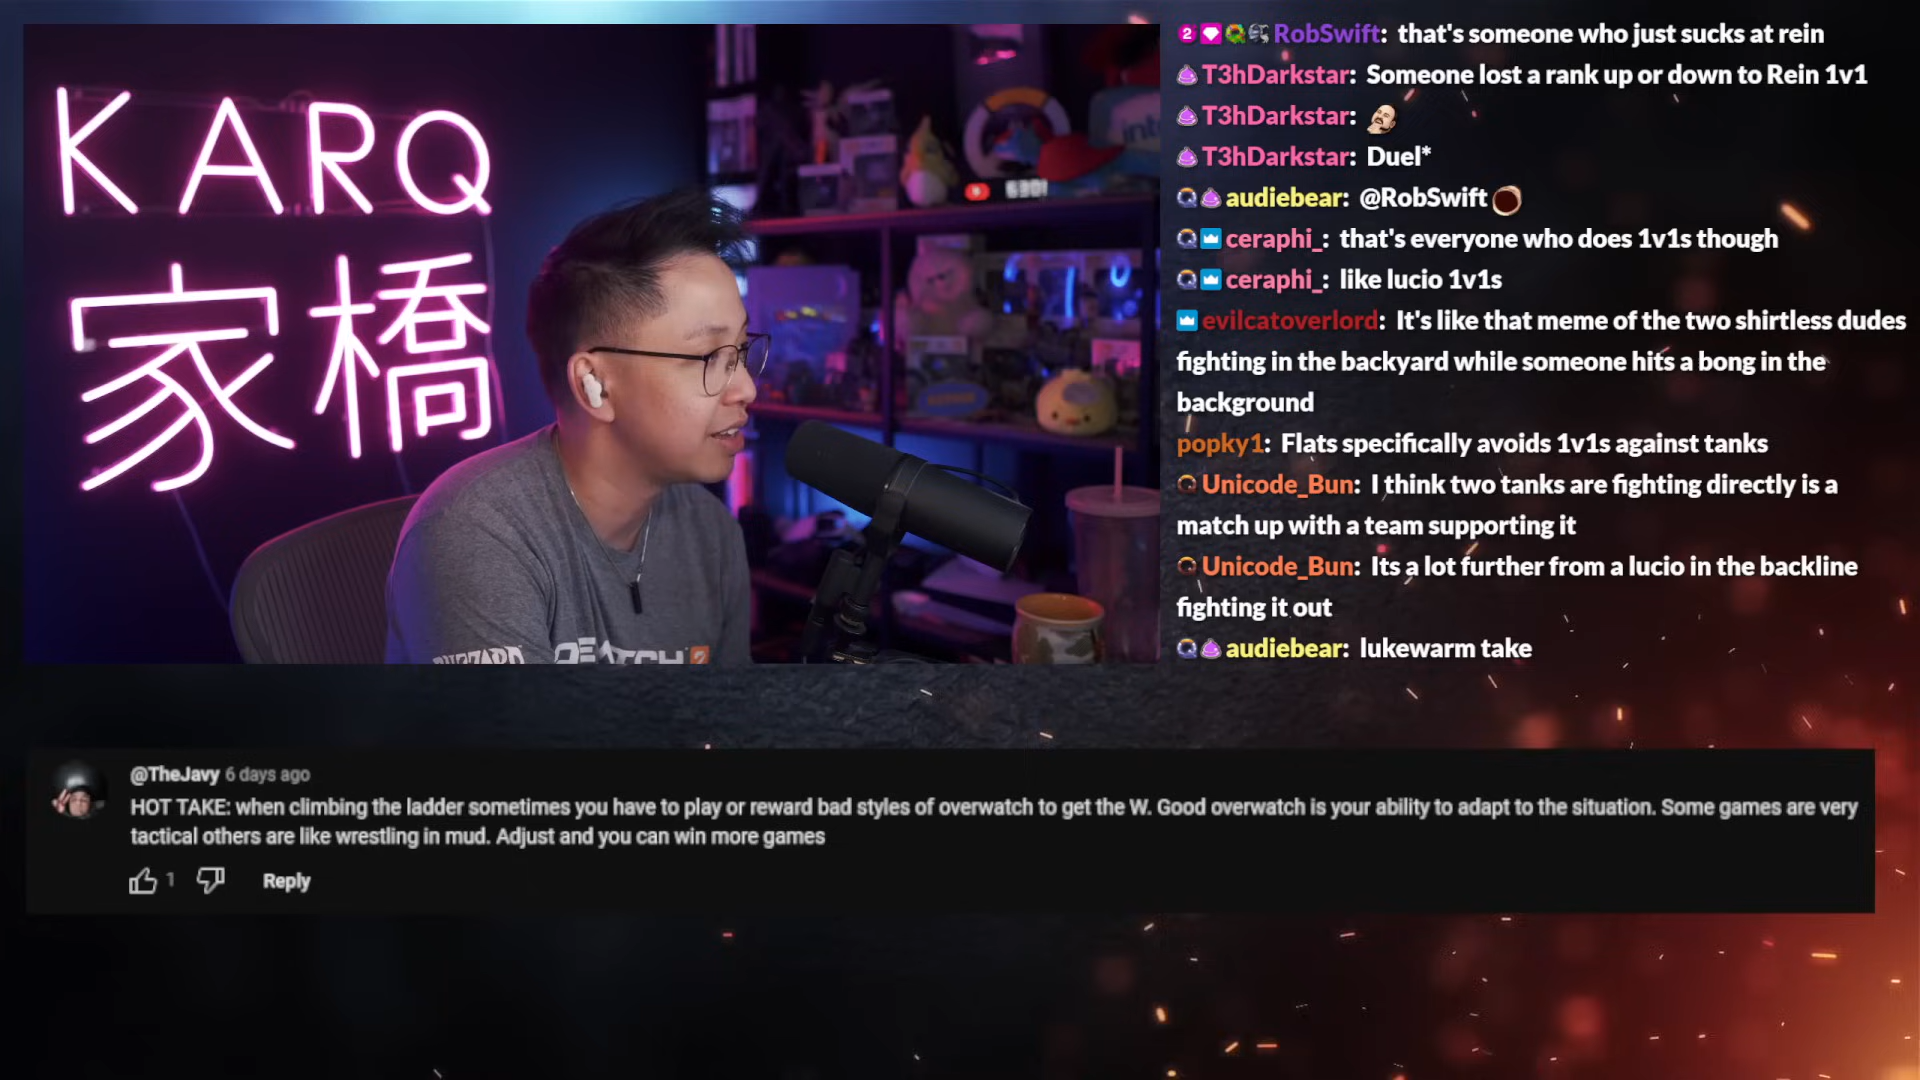 KARQ
家橋
2 RobSwift: that's someone who just sucks at rein
T3hDarkstar: Someone lost a rank up or down to Rein 1v1
T3hDarkstar:
T3hDarkstar: Duel*
audiebear: @RobSwift
ceraphi_: that's everyone who does 1v1s though
ceraphi_: like lucio 1v1s
evilcatoverlord: It's like that meme of the two shirtless dudes
fighting in the backyard while someone hits a bong in the
background
popky1: Flats specifically avoids 1v1s against tanks
Unicode_Bun: I think two tanks are fighting directly is a
match up with a team supporting it
Unicode_Bun: Its a lot further from a lucio in the backline
fighting it out
audiebear: lukewarm take
@TheJavy 6 days ago
HOT TAKE: when climbing the ladder sometimes you have to play or reward bad styles of overwatch to get the W. Good overwatch is your ability to adapt to the situation. Some games are very
tactical others are like wrestling in mud. Adjust and you can win more games
1 Reply